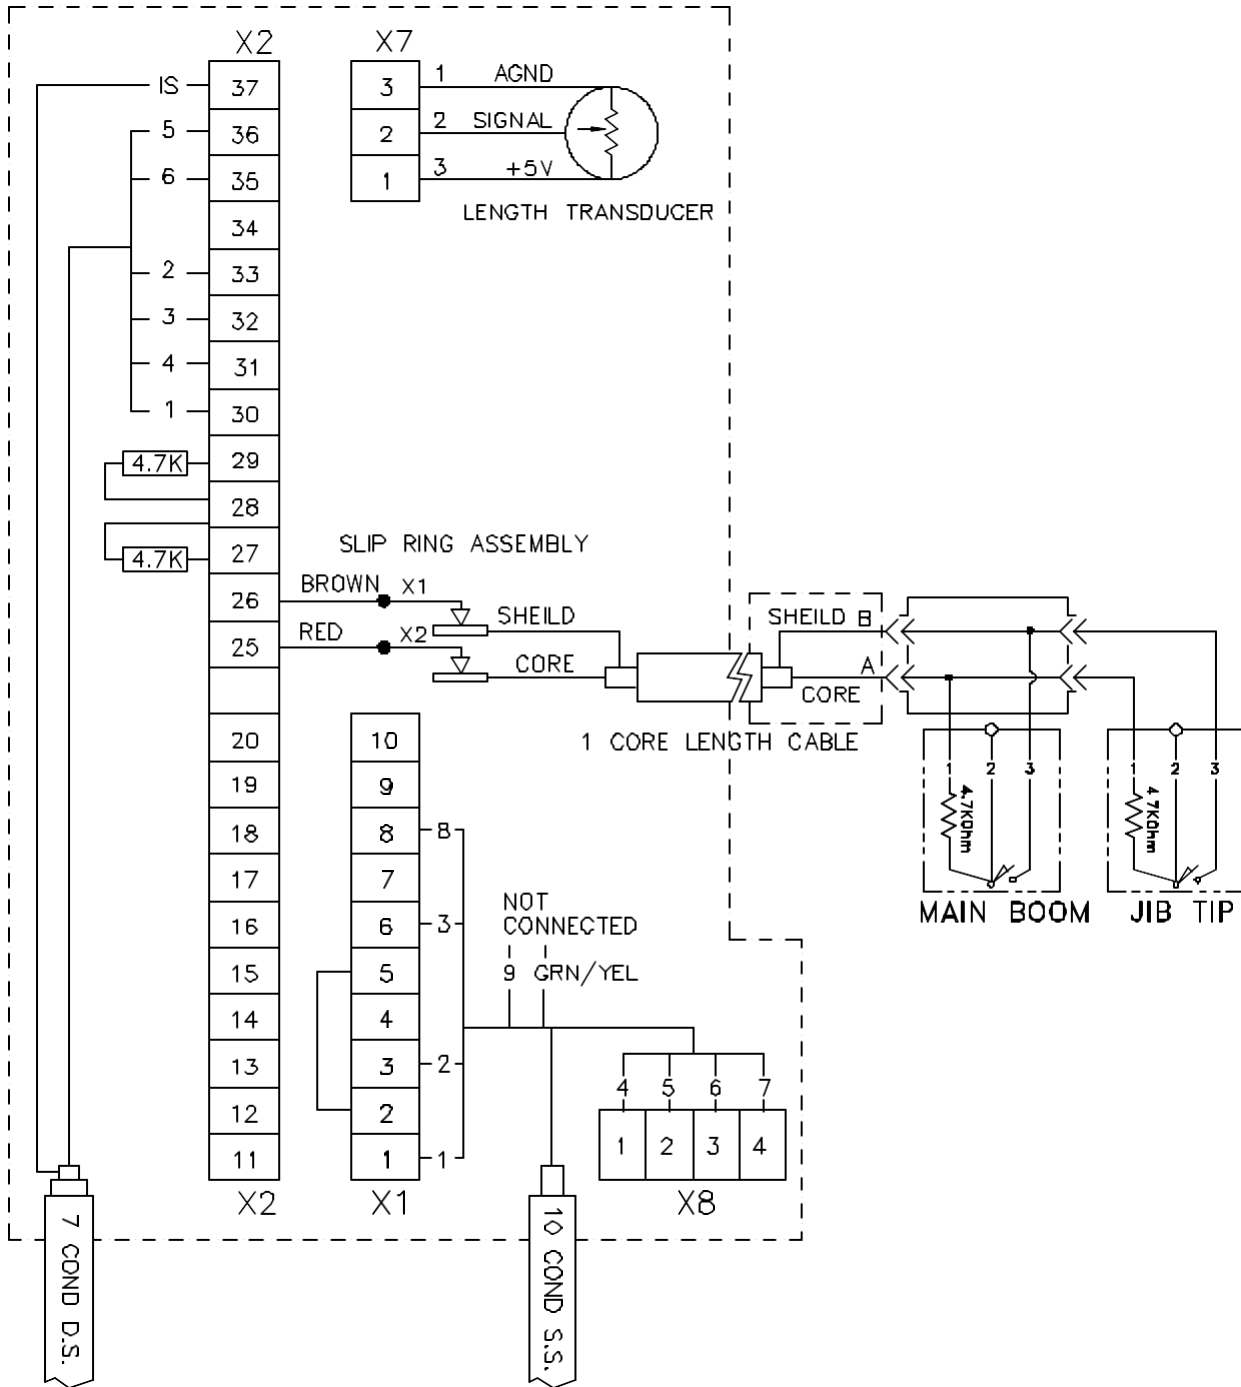 X2
X7
IS 37
5 36
6 35
34
2 33
3 32
4 31
1 30
4.7K 29
28
4.7K 27
26
25
3 1 AGND
2 2 SIGNAL
1 3 +5V
LENGTH TRANSDUCER
SLIP RING ASSEMBLY
BROWN X1
RED X2
SHEILD
CORE
SHEILD B
A
CORE
1 CORE LENGTH CABLE
1 2 3
4.7KOhm
MAIN BOOM
1 2 3
4.7KOhm
JIB TIP
20
19
18
17
16
15
14
13
12
11
X2
10
9
8 8
7
6 3
5
4
3 2
2
1 1
X1
NOT
CONNECTED
9 GRN/YEL
4 5 6 7
1 2 3 4
X8
7 COND D.S.
10 COND S.S.